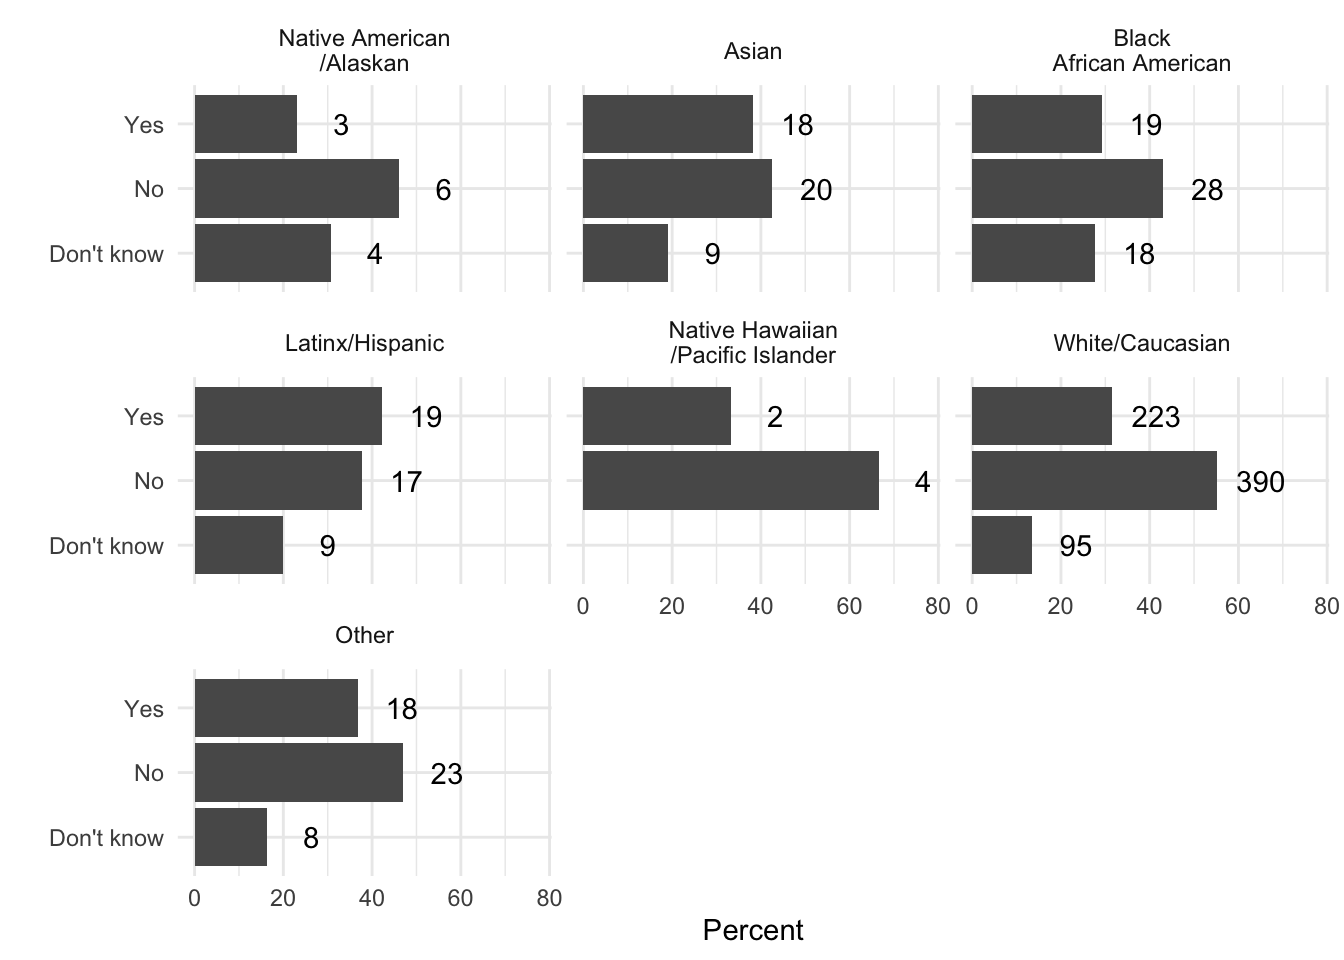 Native American
/Alaskan
Asian
Black
African American
Yes
3
18
19
No
6
20
28
Don't know
4
9
18
Latinx/Hispanic
Native Hawaiian
/Pacific Islander
White/Caucasian
Yes
19
2
223
No
17
4
390
Don't know
9
95
0 20 40 60 80
0 20 40 60 80
Other
Yes
18
No
23
Don't know
8
0 20 40 60 80
Percent